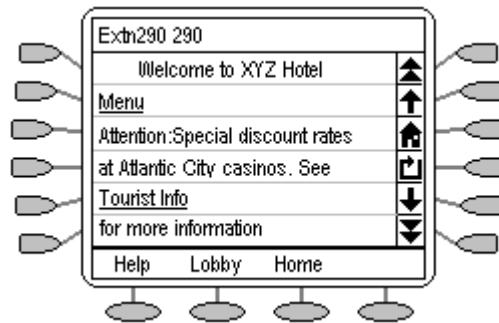 Extn290 290
Welcome to XYZ Hotel
Menu
Attention:Special discount rates
at Atlantic City casinos. See
Tourist Info
for more information
Help Lobby Home